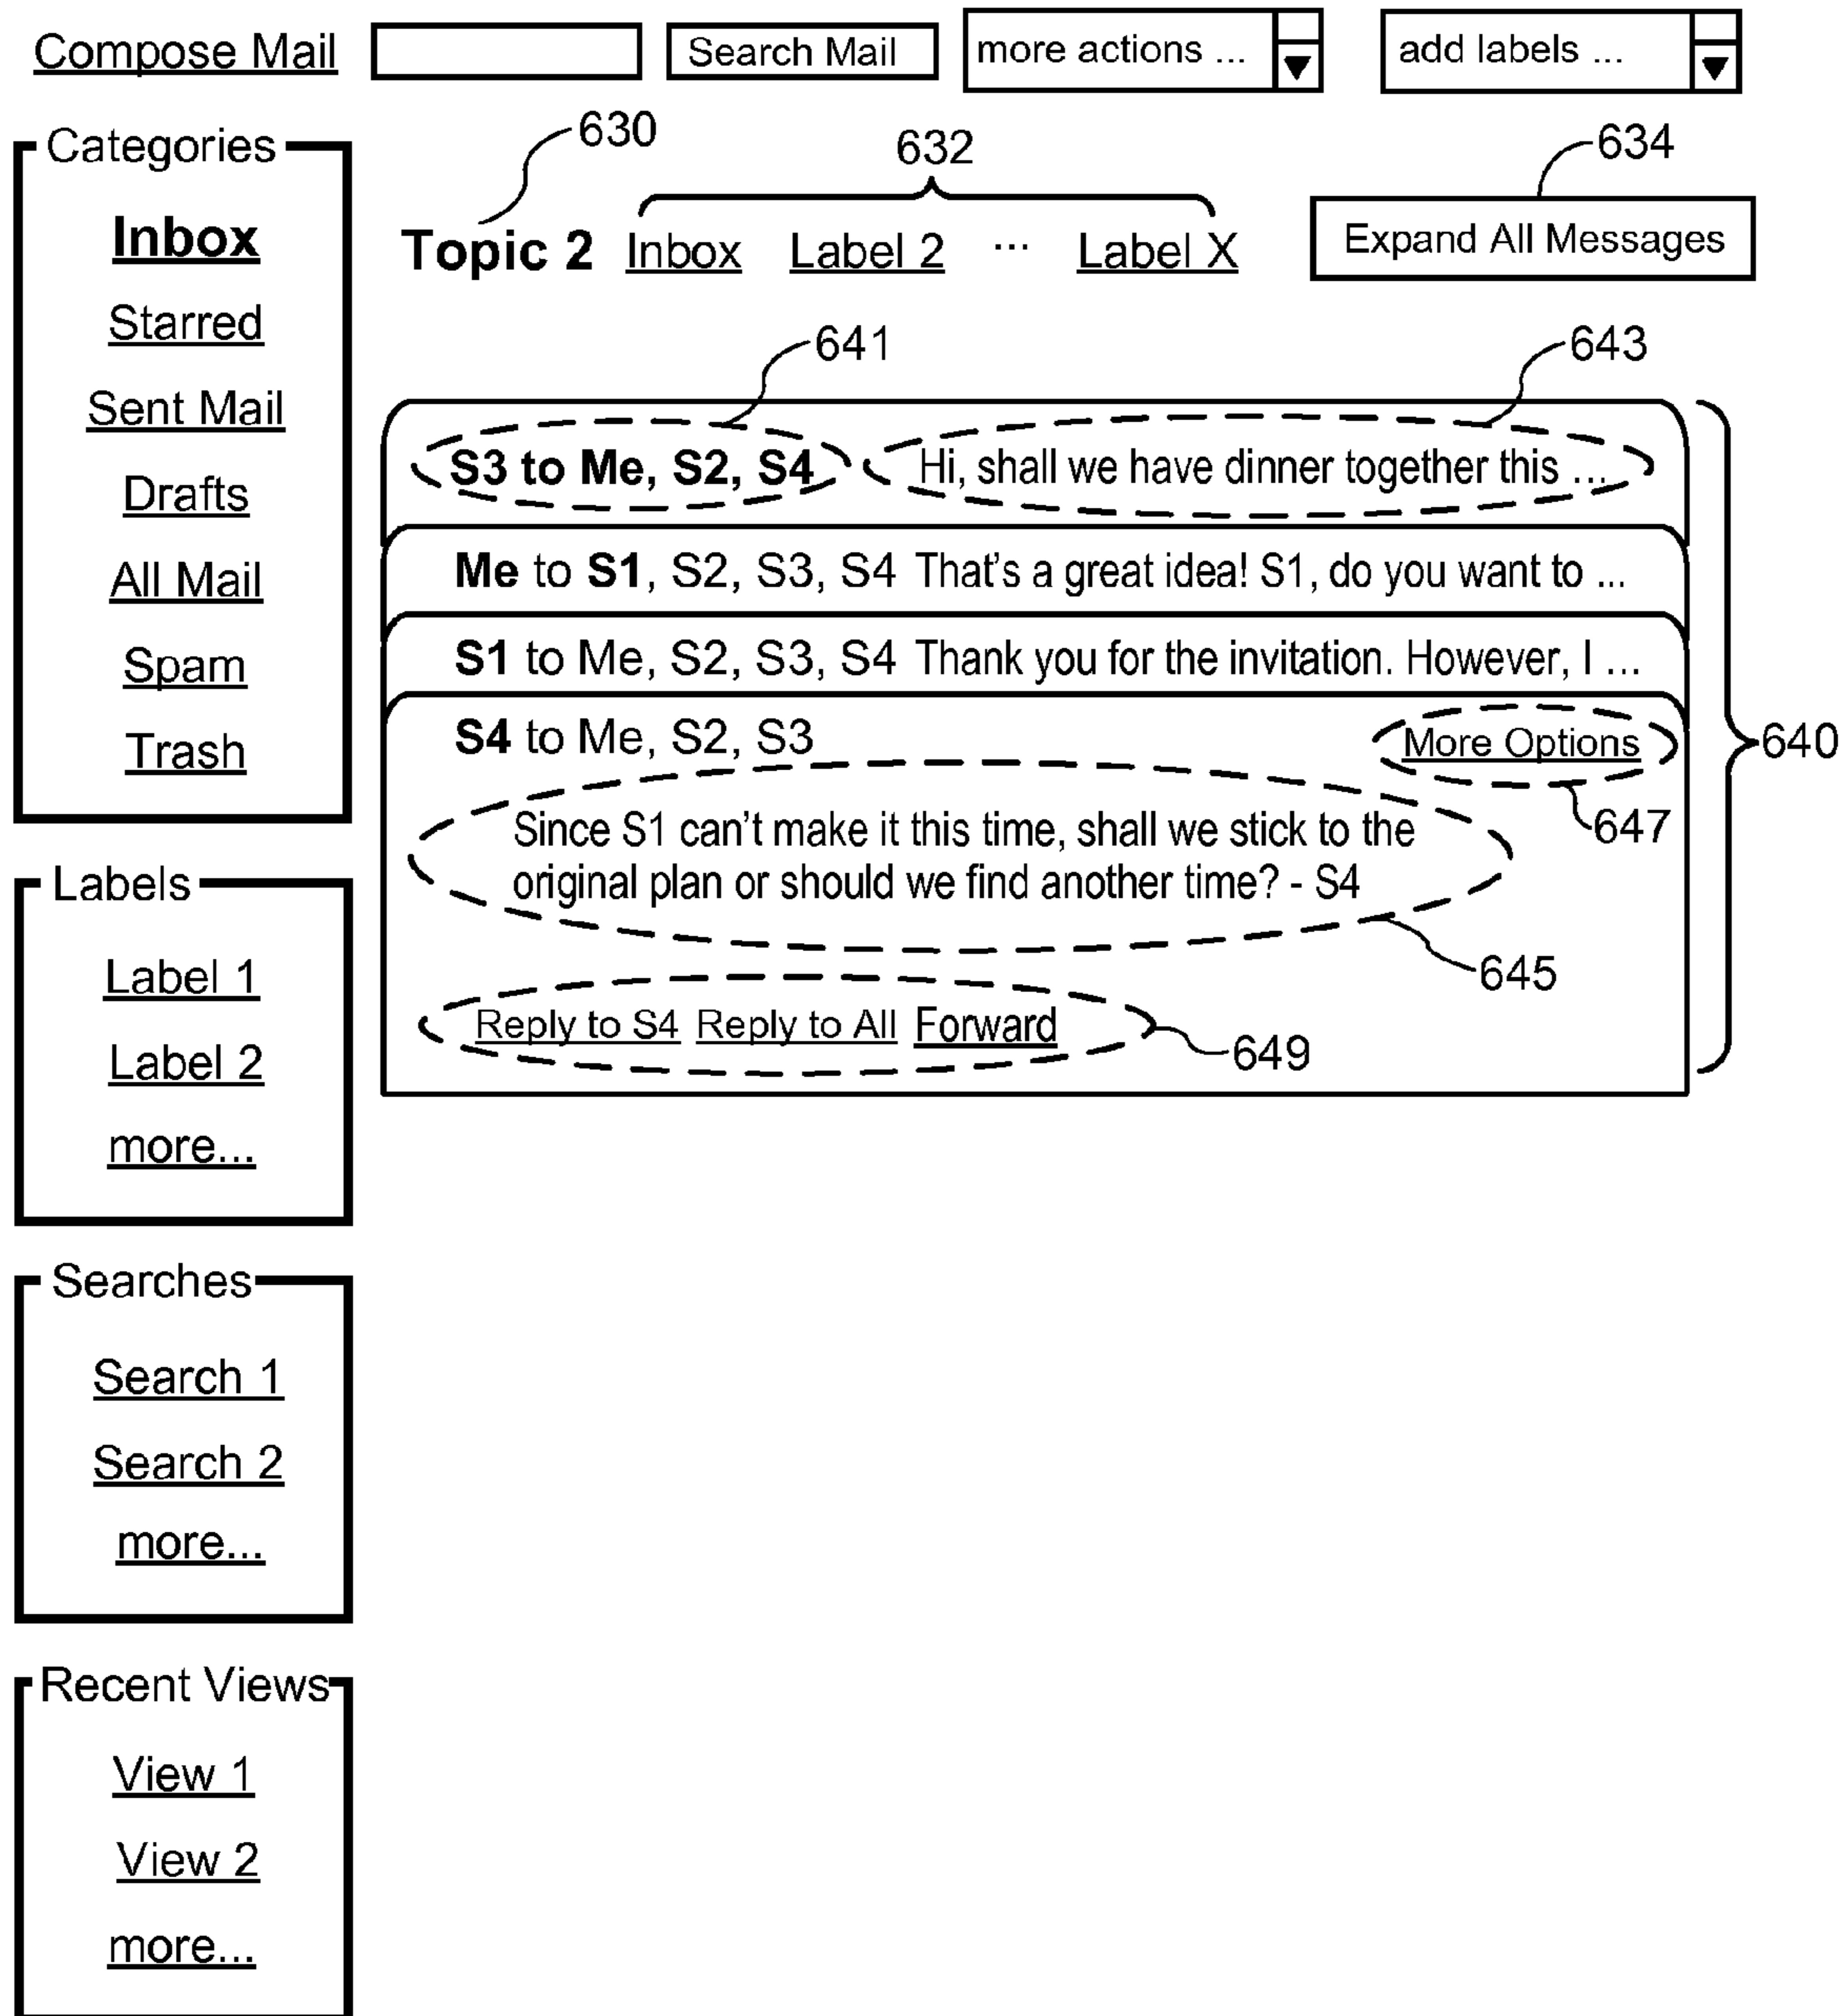 Compose Mail Search Mail more actions ... add labels ...
630
632
634
Categories
Inbox
Starred
Sent Mail
Drafts
All Mail
Spam
Trash
Topic 2 Inbox Label 2 ... Label X Expand All Messages
641
643
S3 to Me, S2, S4 Hi, shall we have dinner together this ...
Me to S1, S2, S3, S4 That's a great idea! S1, do you want to ...
S1 to Me, S2, S3, S4 Thank you for the invitation. However, I ...
S4 to Me, S2, S3 More Options
640
647
Since S1 can't make it this time, shall we stick to the
original plan or should we find another time? - S4
645
Reply to S4 Reply to All Forward
649
Labels
Label 1
Label 2
more...
Searches
Search 1
Search 2
more...
Recent Views
View 1
View 2
more...